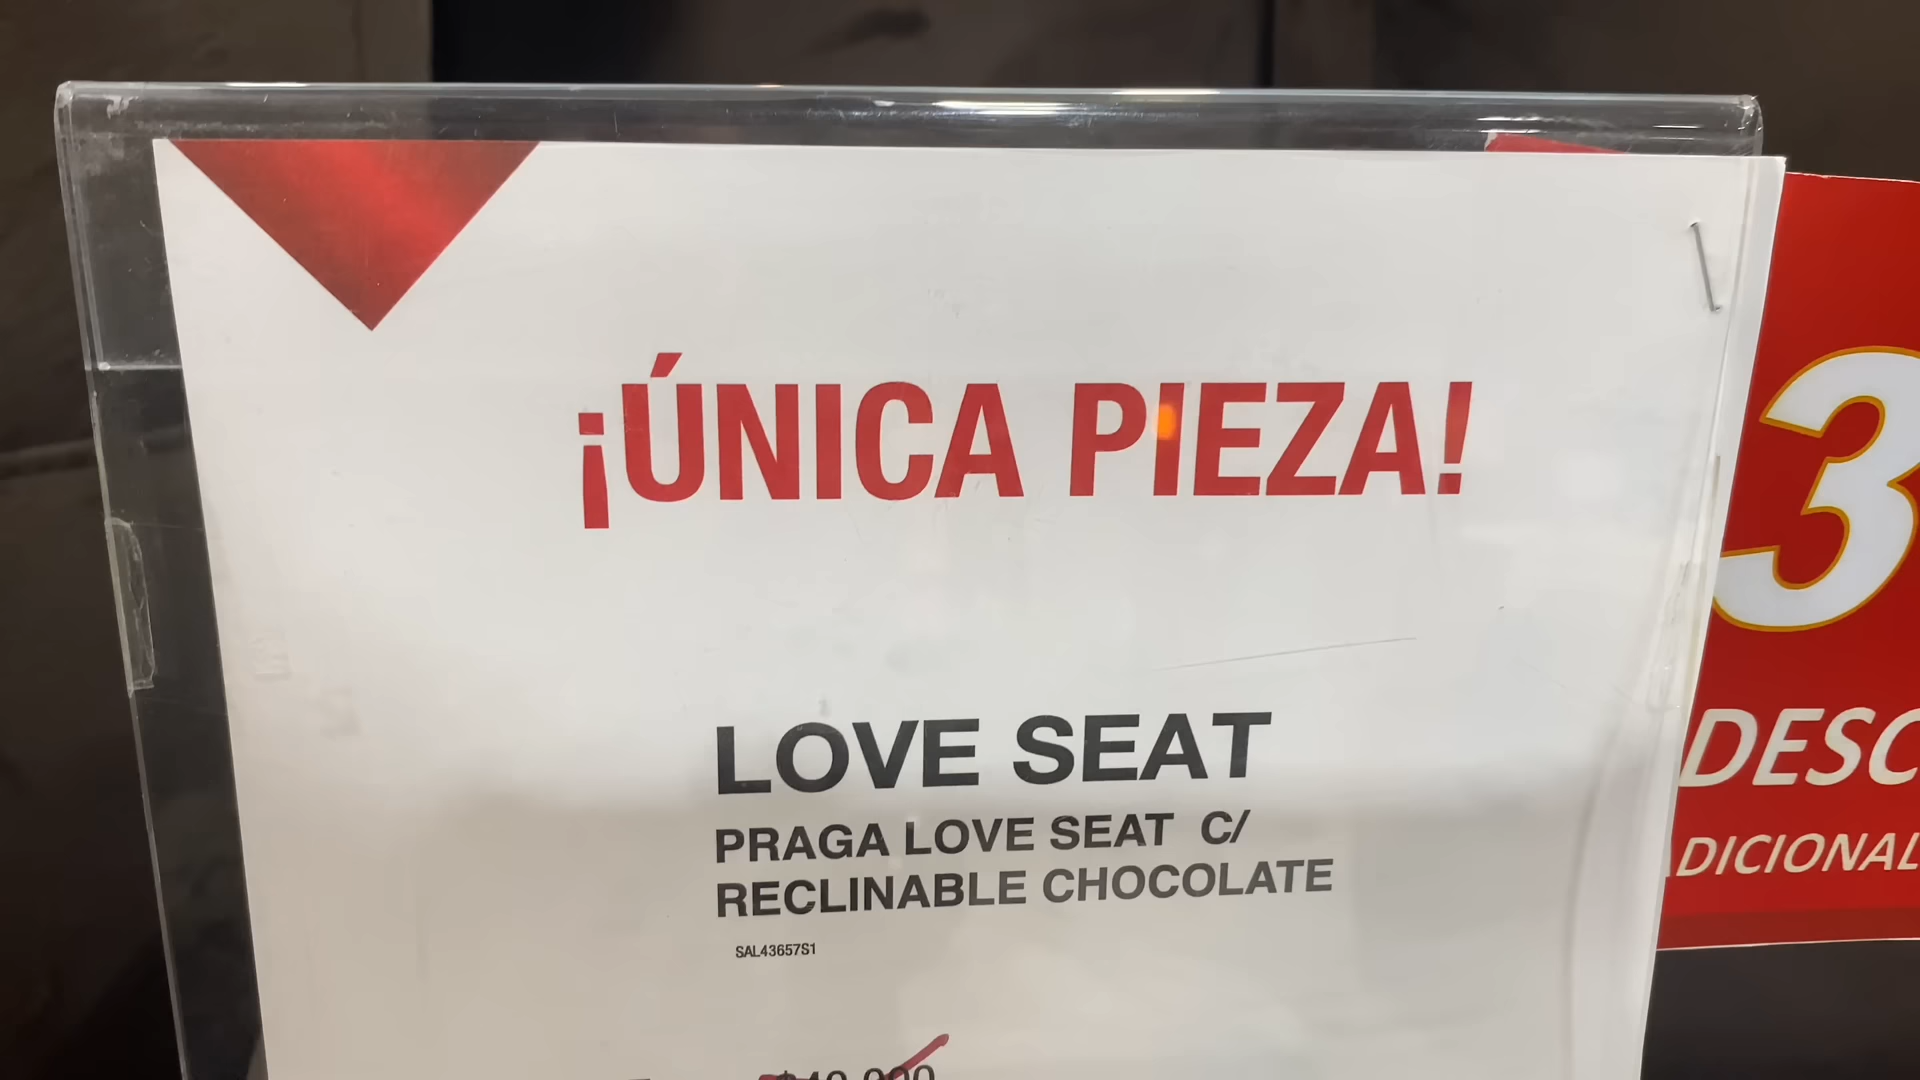 ¡ÚNICA PIEZA!
LOVE SEAT
PRAGA LOVE SEAT C/
RECLINABLE CHOCOLATE
SAL43657S1
3
DESC
DICIONAL